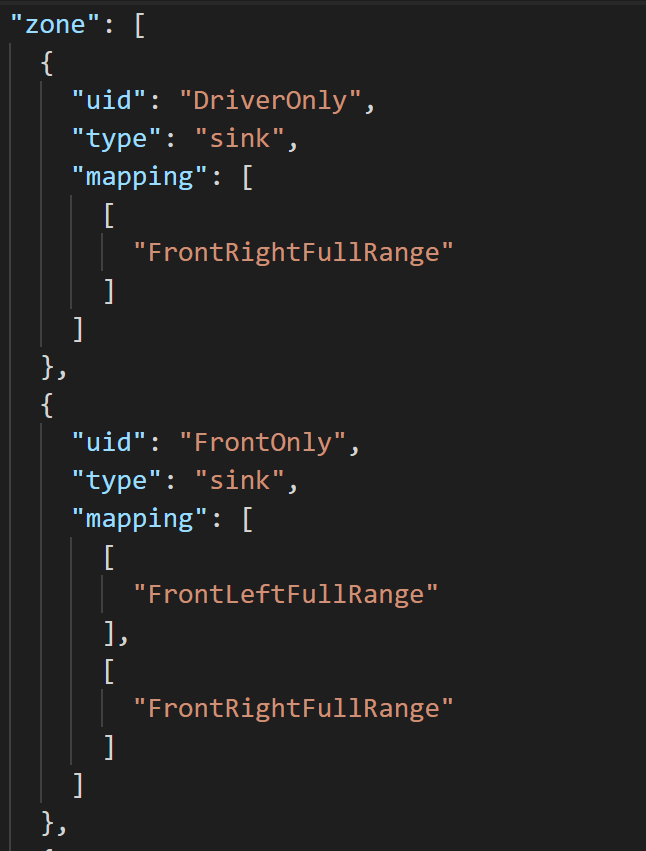 "zone": [
{
"uid": "DriverOnly",
"type": "sink",
"mapping": [
[
"FrontRightFullRange"
]
]
},
{
"uid": "FrontOnly",
"type": "sink",
"mapping": [
[
"FrontLeftFullRange"
],
[
"FrontRightFullRange"
]
]
},